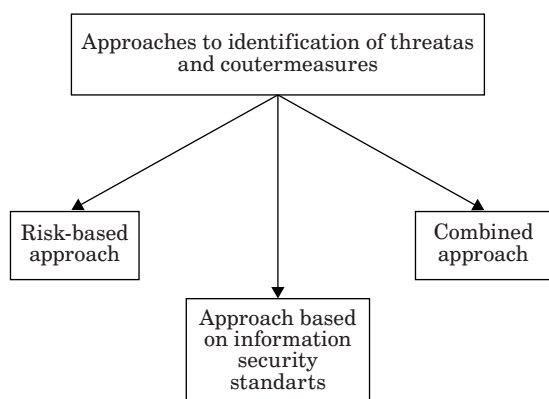 Approaches to identification of threatas
and coutermeasures
Risk-based
approach
Combined
approach
Approach based
on information
security
standarts